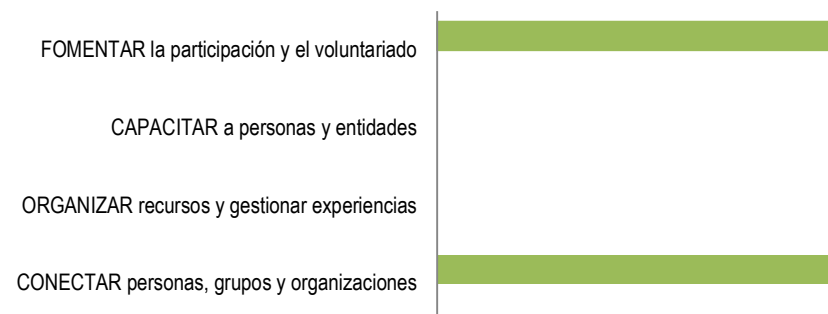 FOMENTAR la participación y el voluntariado
CAPACITAR a personas y entidades
ORGANIZAR recursos y gestionar experiencias
CONECTAR personas, grupos y organizaciones